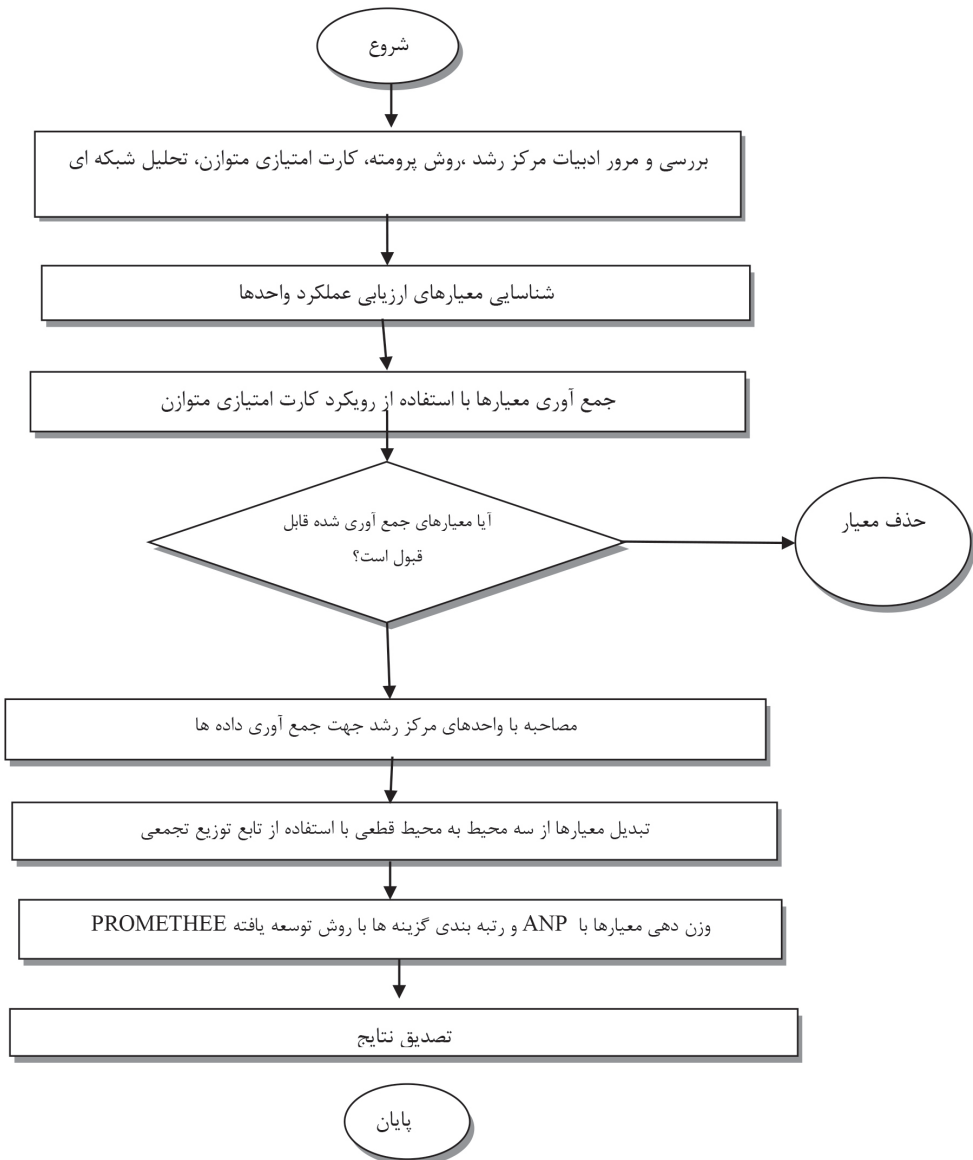 شروع
بررسی و مرور ادبیات مرکز رشد ،روش پرومته، کارت امتیازی متوازن، تحلیل شبکه ای
شناسایی معیارهای ارزیابی عملکرد واحدها
جمع آوری معیارها با استفاده از رویکرد کارت امتیازی متوازن
آیا معیارهای جمع آوری شده قابل
قبول است؟
حذف معیار
مصاحبه با واحدهای مرکز رشد جهت جمع آوری داده ها
تبدیل معیارها از سه محیط به محیط قطعی با استفاده از تابع توزیع تجمعی
وزن دهی معیارها با ANP و رتبه بندی گزینه ها با روش توسعه یافته PROMETHEE
تصدیق نتایج
پایان